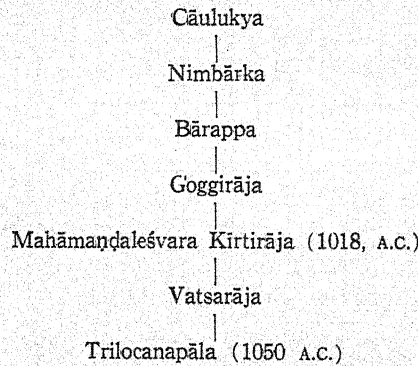 Cāulukya
Nimbārka
Bārappa
Goggirāja
Mahāmaṇḍaleśvara Kīrtirāja (1018, A.C.)
Vatsarāja
Trilocanapāla (1050 A.C.)